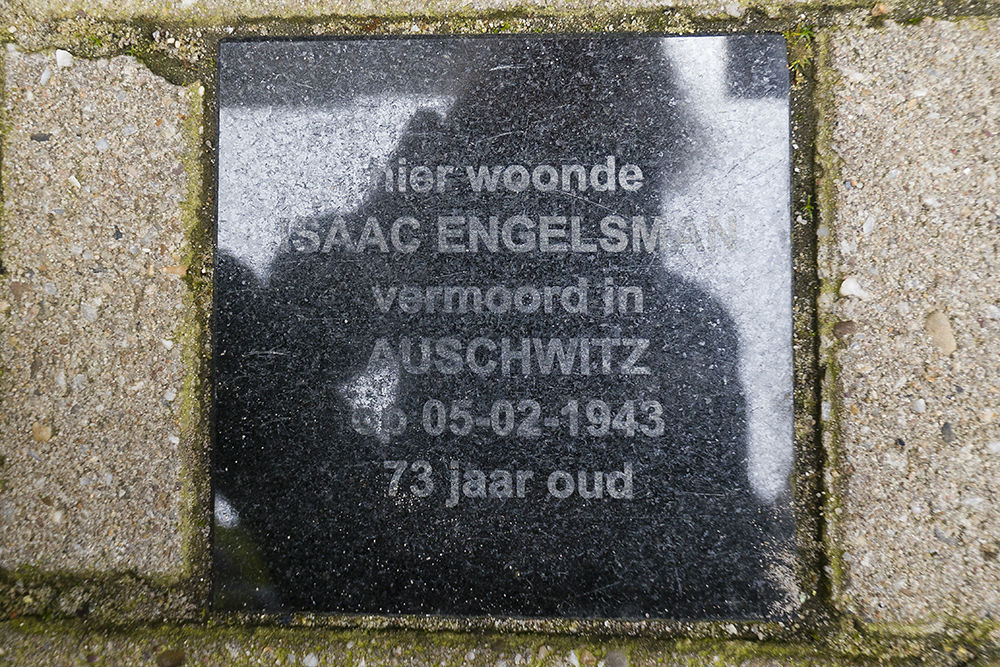 hier woonde
ISAAC ENGELSMAN
vermoord in
AUSCHWITZ
op 05-02-1943
73 jaar oud